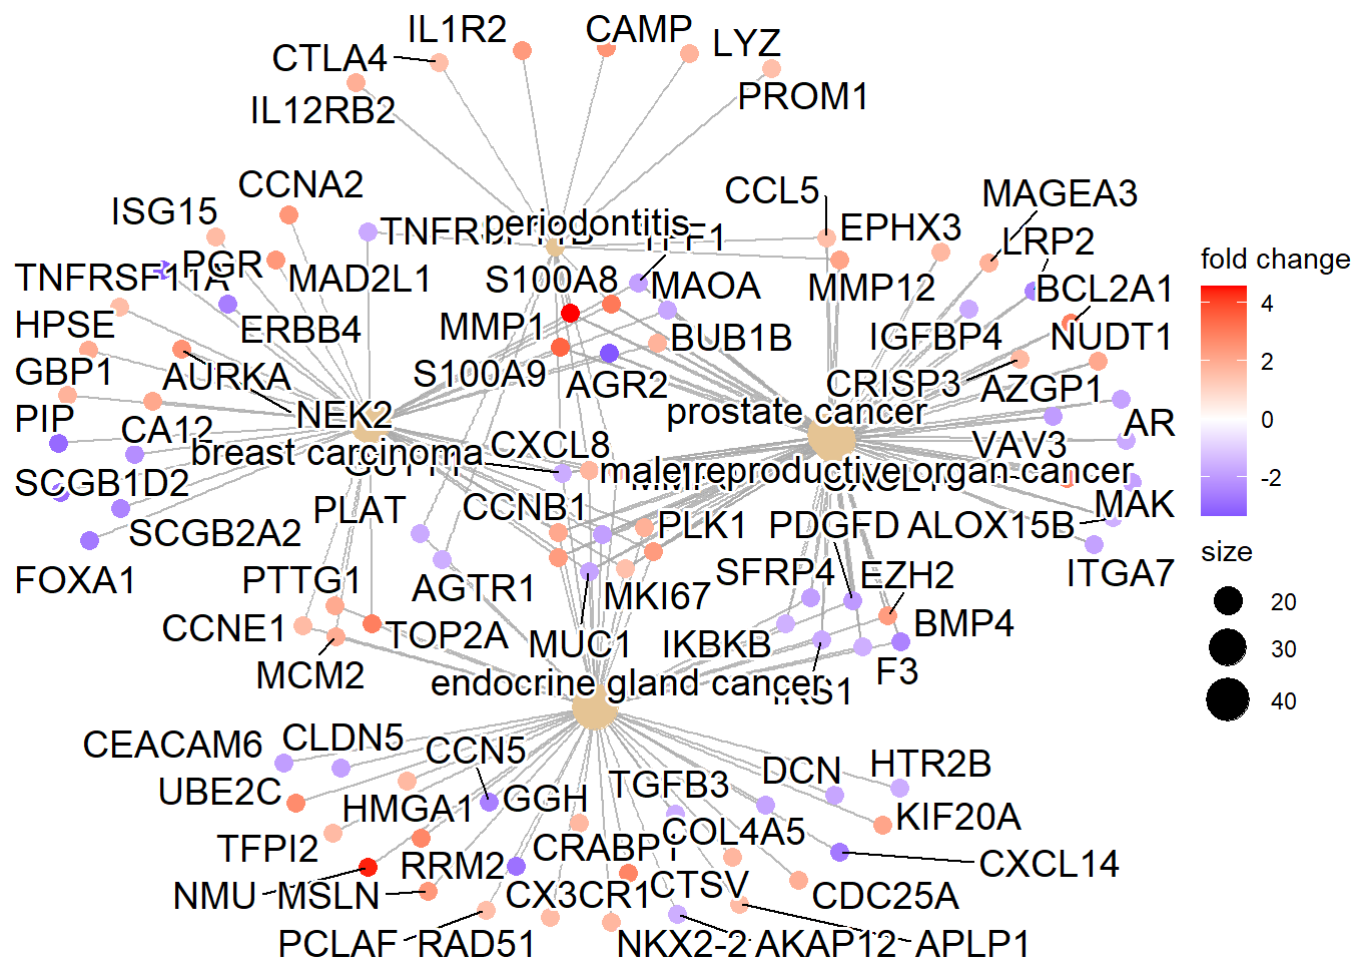 IL1R2
CAMP
LYZ
CTLA4
PROM1
IL12RB2
CCNA2
CCL5
MAGEA3
ISG15
periodontitis
EPHX3
LRP2
PGR
TNFRSF11A
MAD2L1
S100A8
MAOA
MMP12
BCL2A1
HPSE
ERBB4
MMP1
BUB1B
IGFBP4
NUDT1
GBP1
AURKA
S100A9
AGR2
CRISP3
AZGP1
PIP
CA12
NEK2
prostate cancer
AR
breast carcinoma
CXCL8
VAV3
male reproductive organ cancer
SCGB1D2
PLAT
CCNB1
MAK
SCGB2A2
PLK1
PDGFD
ALOX15B
FOXA1
PTTG1
AGTR1
SFRP4
EZH2
ITGA7
MKI67
CCNE1
TOP2A
MUC1
IKBKB
BMP4
MCM2
endocrine gland cancer
F3
CEACAM6
CLDN5
CCN5
DCN
HTR2B
UBE2C
HMGA1
GGH
TGFB3
KIF20A
TFPI2
RRM2
COL4A5
CXCL14
NMU
MSLN
CX3CR1
CTSV
CDC25A
PCLAF
RAD51
NKX2-2
AKAP12
APLP1
fold change
4
2
0
-2
size
20
30
40